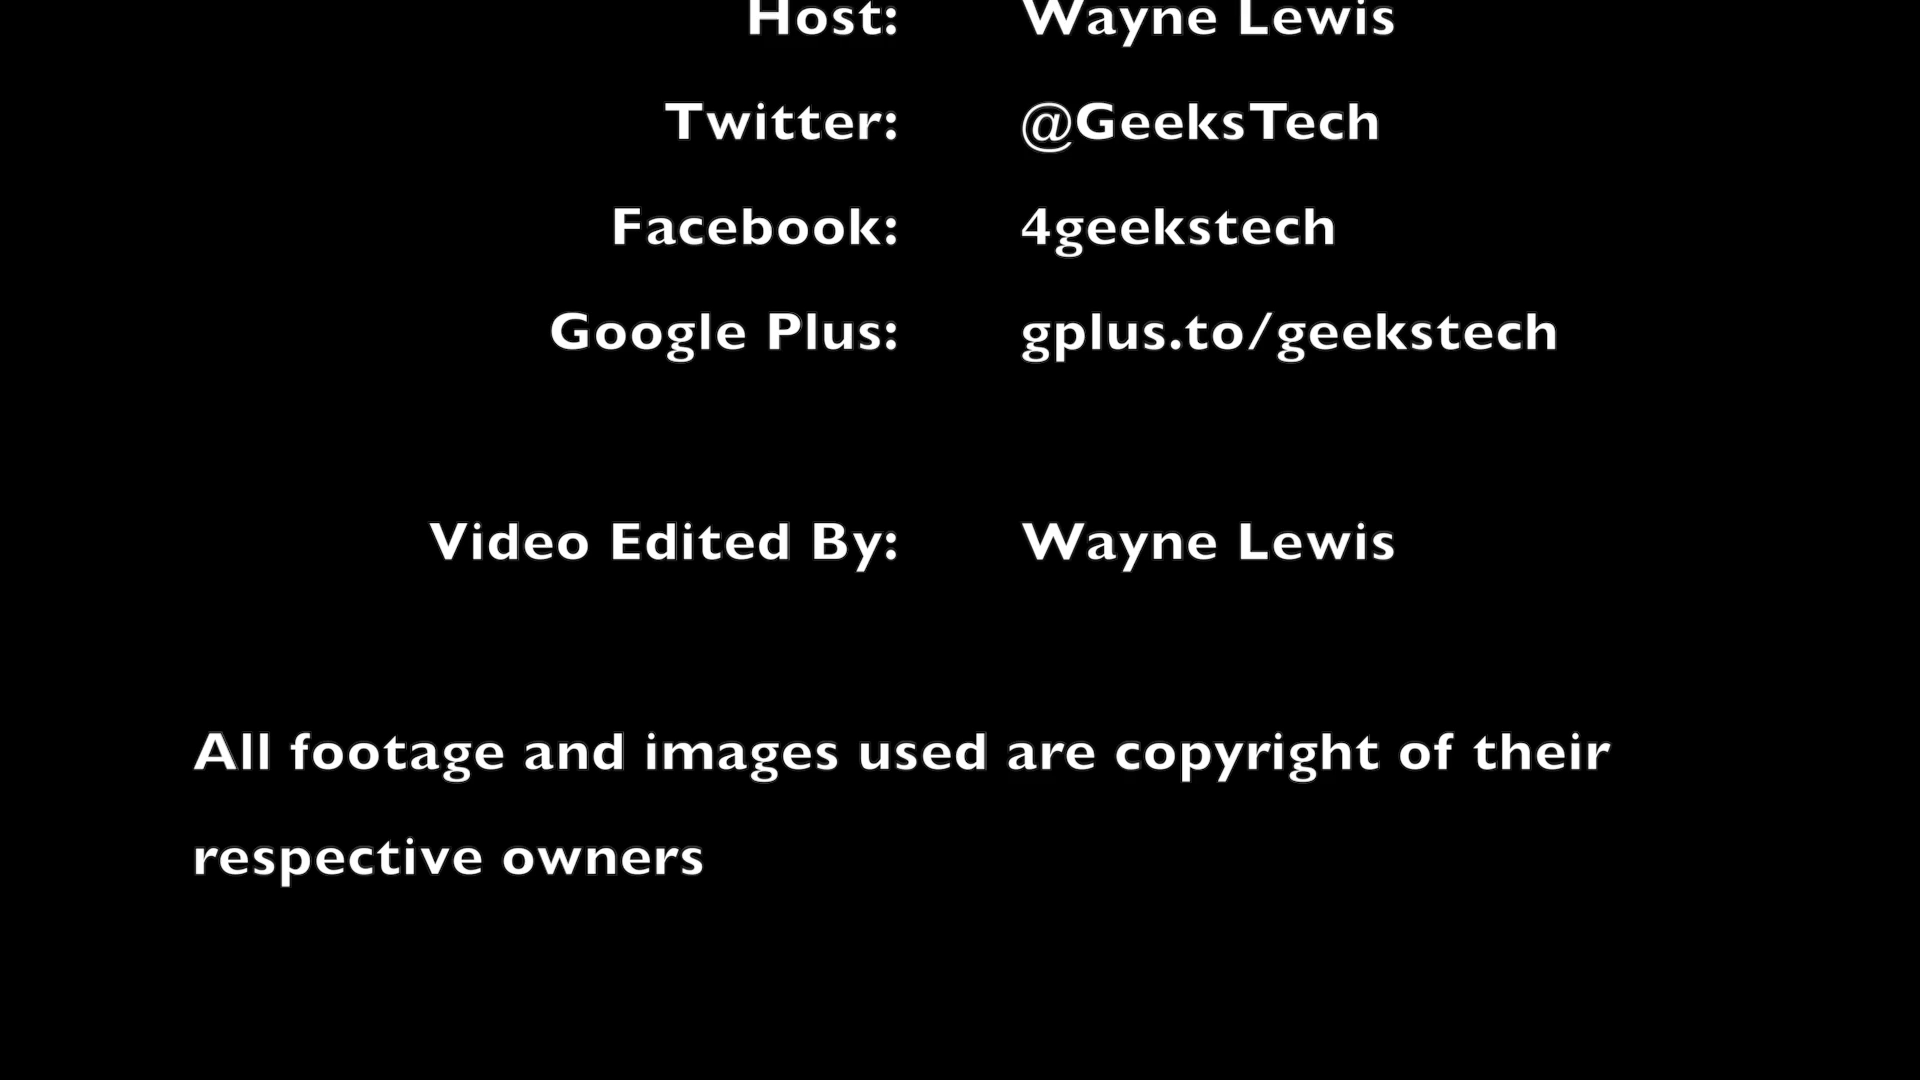 Host: Wayne Lewis
Twitter: @GeeksTech
Facebook: 4geekstech
Google Plus: gplus.to/geekstech
Video Edited By: Wayne Lewis
All footage and images used are copyright of their
respective owners